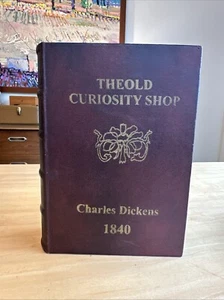 THEOLD
CURIOSITY SHOP
Charles Dickens
1840